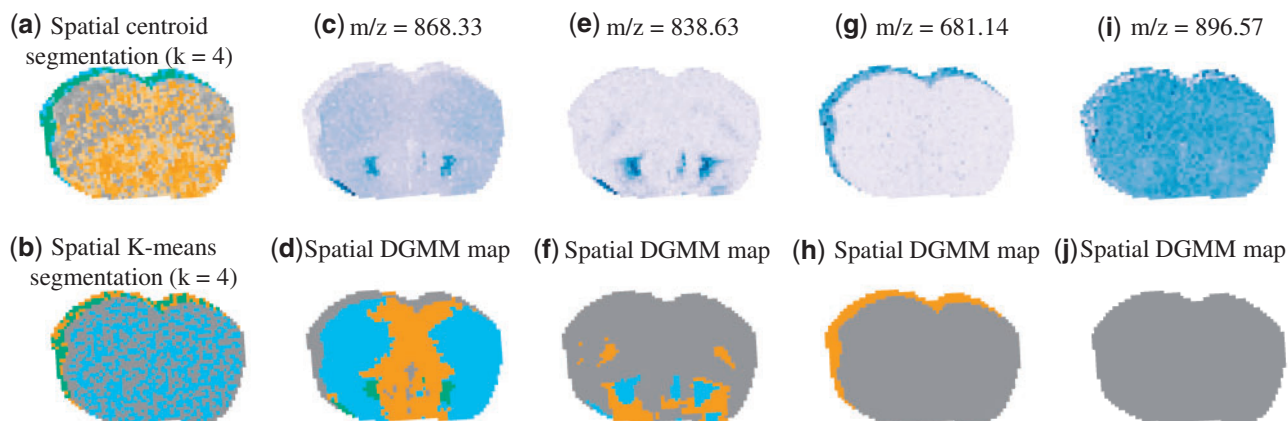 (a) Spatial centroid
segmentation (k = 4)
(c) m/z = 868.33
(e) m/z = 838.63
(g) m/z = 681.14
(i) m/z = 896.57
(b) Spatial K-means
segmentation (k = 4)
(d) Spatial DGMM map
(f) Spatial DGMM map
(h) Spatial DGMM map
(j) Spatial DGMM map